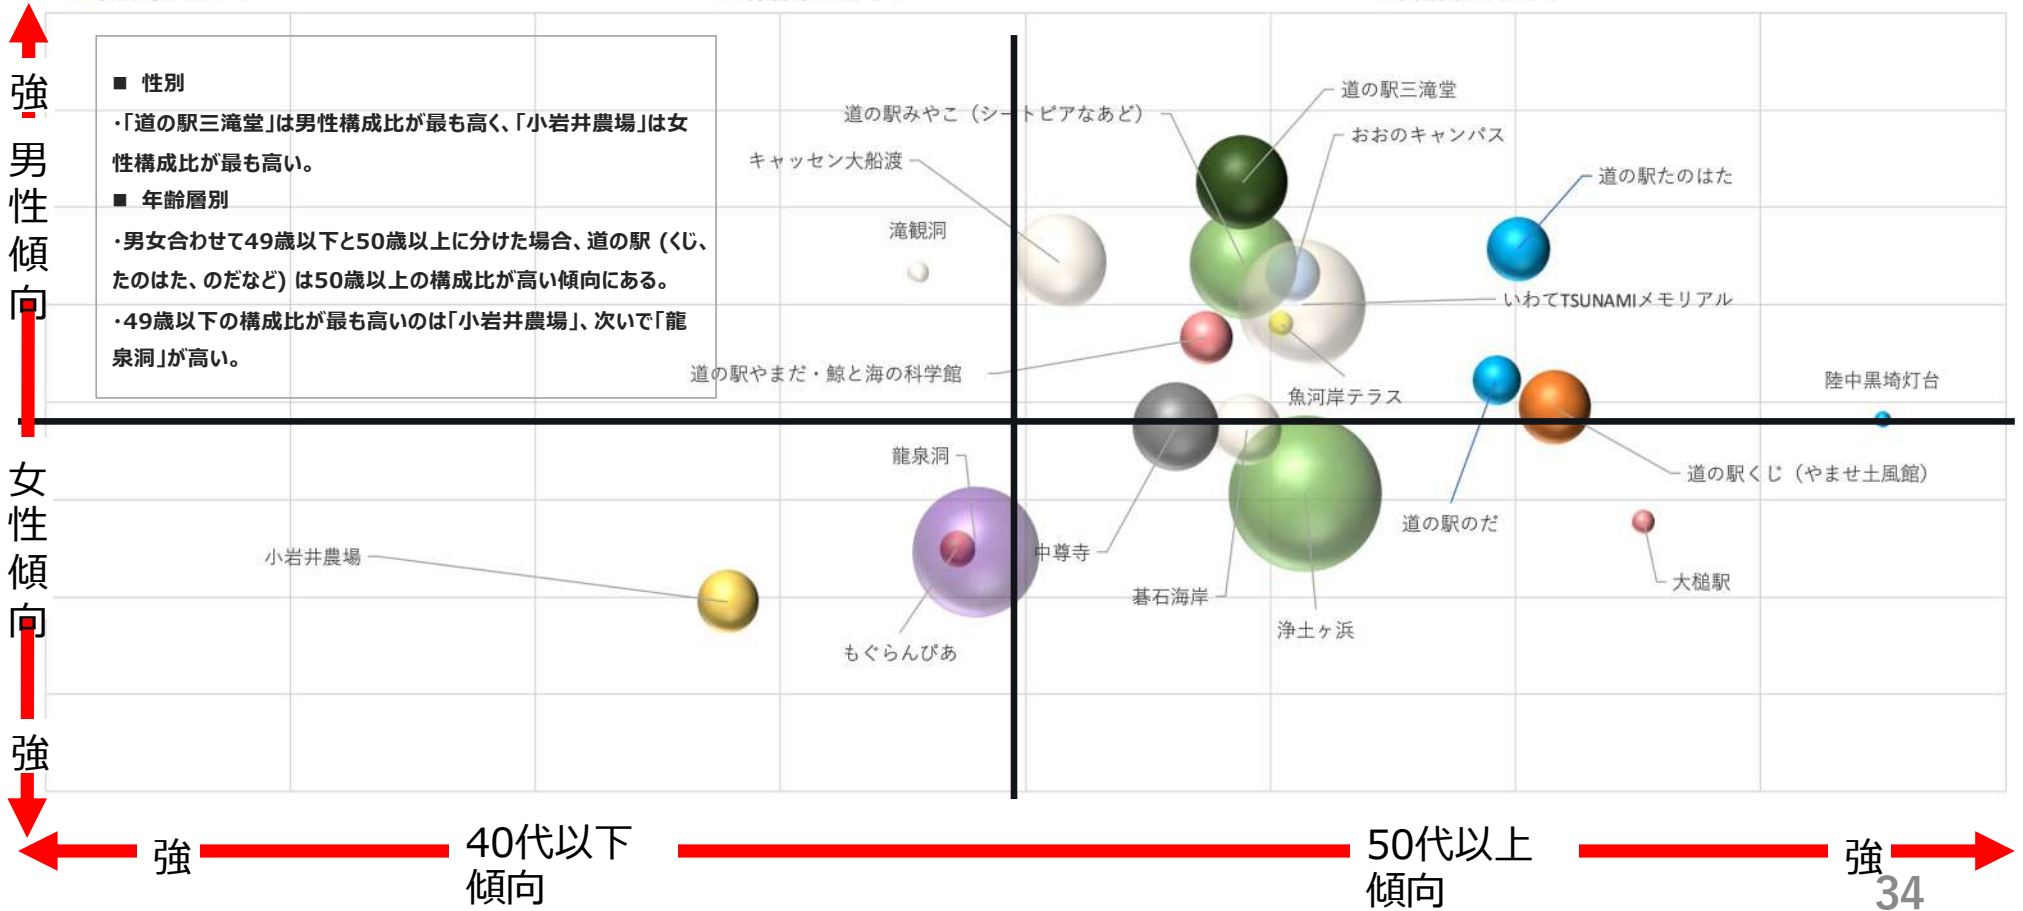 強
男性傾向
女性傾向
強
■ 性別
・｢道の駅三滝堂｣は男性構成比が最も高く､｢小岩井農場｣は女
性構成比が最も高い。
■ 年齢層別
・男女合わせて49歳以下と50歳以上に分けた場合、道の駅 (くじ、
たのはた、のだなど) は50歳以上の構成比が高い傾向にある。
・49歳以下の構成比が最も高いのは｢小岩井農場｣､次いで｢龍
泉洞｣が高い。
道の駅三滝堂
道の駅みやこ（シートピアなあど）
おおのキャンパス
キャッセン大船渡
道の駅たのはた
滝観洞
いわてTSUNAMIメモリアル
道の駅やまだ・鯨と海の科学館
魚河岸テラス
陸中黒埼灯台
龍泉洞
道の駅くじ（やませ土風館）
道の駅のだ
小岩井農場
中尊寺
大槌駅
碁石海岸
浄土ヶ浜
もぐらんぴあ
強
40代以下
傾向
50代以上
傾向
強
34